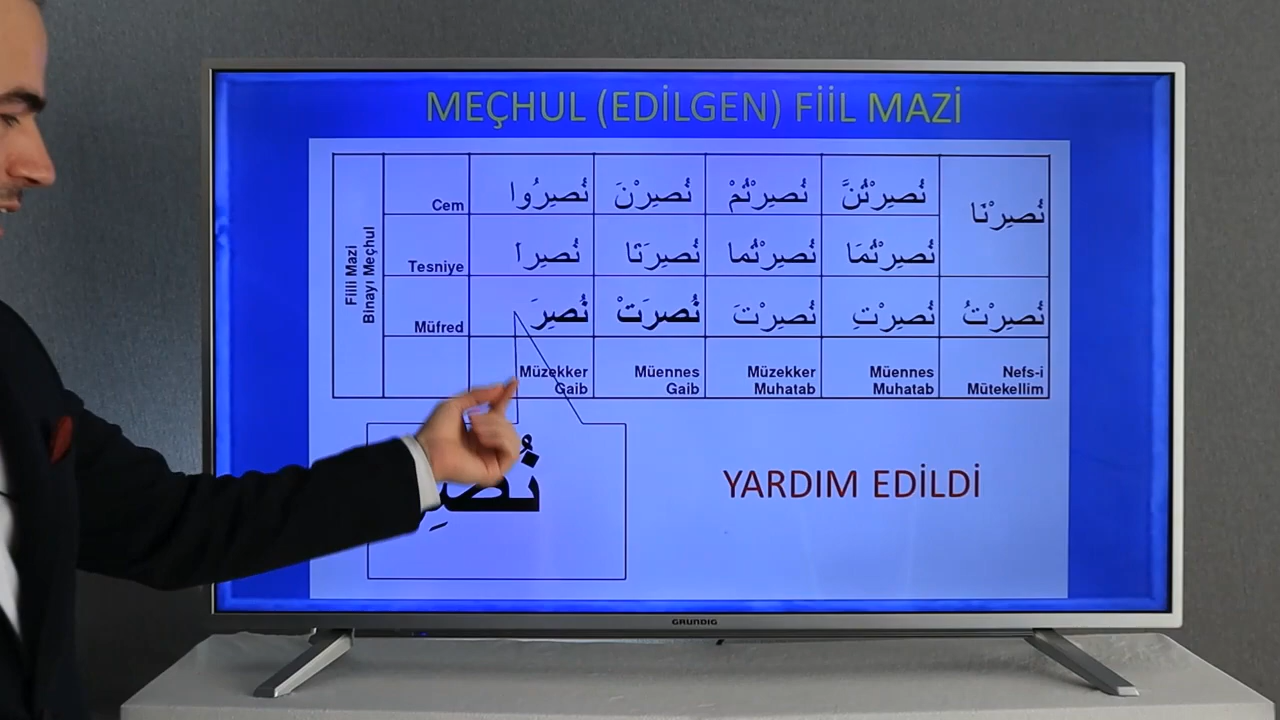 MEÇHUL (EDİLGEN) FİİL MAZİ
Fiili Mazi
Binayı Meçhul
Cem
نُصِرُوا
نُصِرْنَ
نُصِرْتُمْ
نُصِرْتُنَّ
نُصِرْنَا
Tesniye
نُصِرَا
نُصِرَتَا
نُصِرْتُما
نُصِرْتُمَا
Müfred
نُصِرَ
نُصِرَتْ
نُصِرْتَ
نُصِرْتِ
نُصِرْتُ
Müzekker
Gaib
Müennes
Gaib
Müzekker
Muhatab
Müennes
Muhatab
Nefs-i
Mütekellim
YARDIM EDİLDİ
GRUNDIG